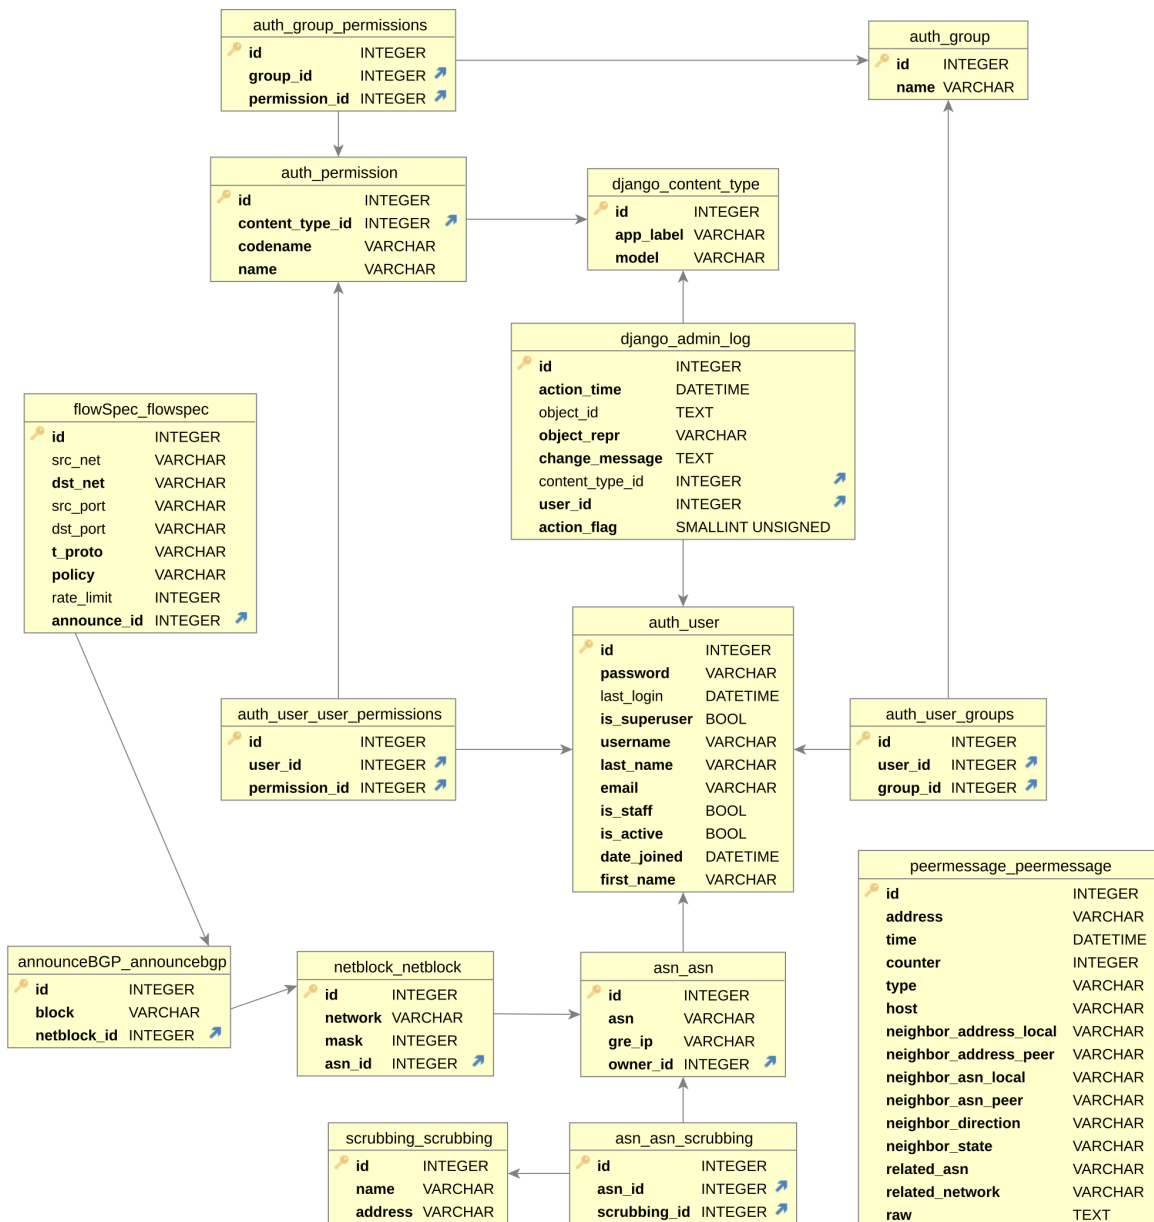 auth_group_permissions
id INTEGER
group_id INTEGER
permission_id INTEGER
auth_group
id INTEGER
name VARCHAR
auth_permission
id INTEGER
content_type_id INTEGER
codename VARCHAR
name VARCHAR
django_content_type
id INTEGER
app_label VARCHAR
model VARCHAR
django_admin_log
id INTEGER
action_time DATETIME
object_id TEXT
object_repr VARCHAR
change_message TEXT
content_type_id INTEGER
user_id INTEGER
action_flag SMALLINT UNSIGNED
flowSpec_flowspec
id INTEGER
src_net VARCHAR
dst_net VARCHAR
src_port VARCHAR
dst_port VARCHAR
t_proto VARCHAR
policy VARCHAR
rate_limit INTEGER
announce_id INTEGER
auth_user
id INTEGER
password VARCHAR
last_login DATETIME
is_superuser BOOL
username VARCHAR
last_name VARCHAR
email VARCHAR
is_staff BOOL
is_active BOOL
date_joined DATETIME
first_name VARCHAR
auth_user_user_permissions
id INTEGER
user_id INTEGER
permission_id INTEGER
auth_user_groups
id INTEGER
user_id INTEGER
group_id INTEGER
peermessage_peermessage
id INTEGER
address VARCHAR
time DATETIME
counter INTEGER
type VARCHAR
host VARCHAR
neighbor_address_local VARCHAR
neighbor_address_peer VARCHAR
neighbor_asn_local VARCHAR
neighbor_asn_peer VARCHAR
neighbor_direction VARCHAR
neighbor_state VARCHAR
related_asn VARCHAR
related_network VARCHAR
raw TEXT
announceBGP_announcebgp
id INTEGER
block VARCHAR
netblock_id INTEGER
netblock_netblock
id INTEGER
network VARCHAR
mask INTEGER
asn_id INTEGER
asn_asn
id INTEGER
asn VARCHAR
gre_ip VARCHAR
owner_id INTEGER
scrubbing_scrubbing
id INTEGER
name VARCHAR
address VARCHAR
asn_asn_scrubbing
id INTEGER
asn_id INTEGER
scrubbing_id INTEGER